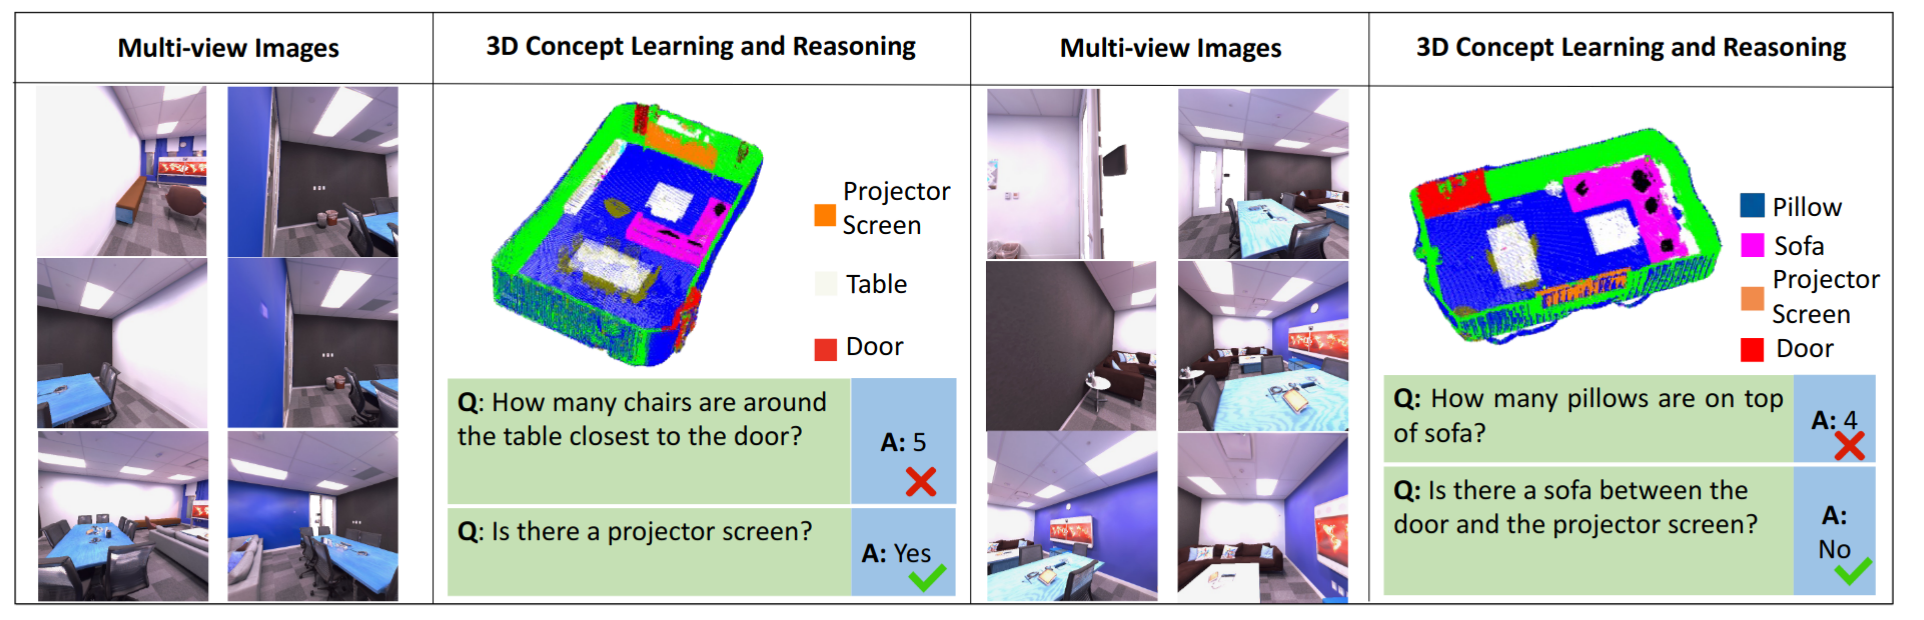 Multi-view Images
3D Concept Learning and Reasoning
Multi-view Images
3D Concept Learning and Reasoning
Projector
Screen
Table
Door
Q: How many chairs are around
the table closest to the door?
A: 5
Q: Is there a projector screen?
A: Yes
Pillow
Sofa
Projector
Screen
Door
Q: How many pillows are on top
of sofa?
A: 4
Q: Is there a sofa between the
door and the projector screen?
A:
No